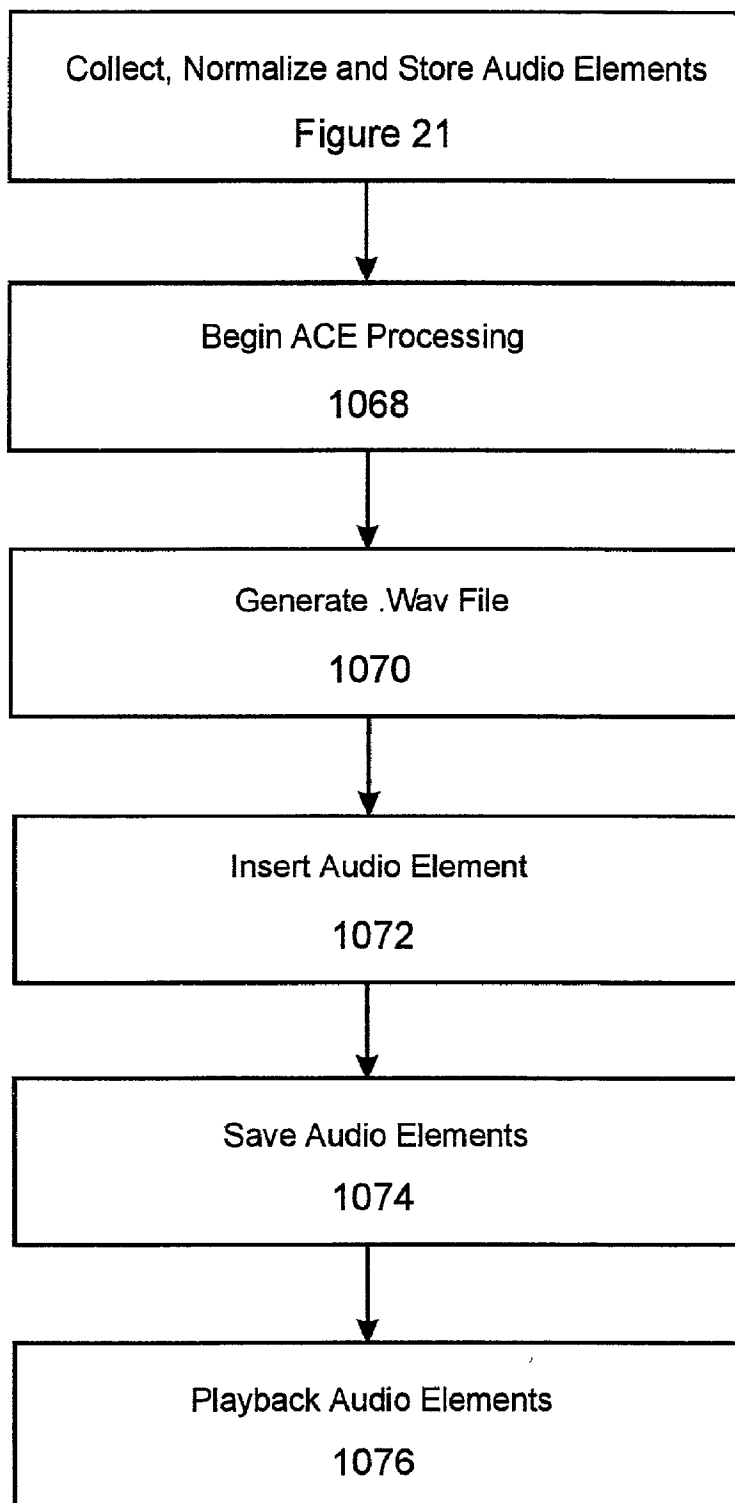 Collect, Normalize and Store Audio Elements
Figure 21
Begin ACE Processing
1068
Generate .Wav File
1070
Insert Audio Element
1072
Save Audio Elements
1074
Playback Audio Elements
1076